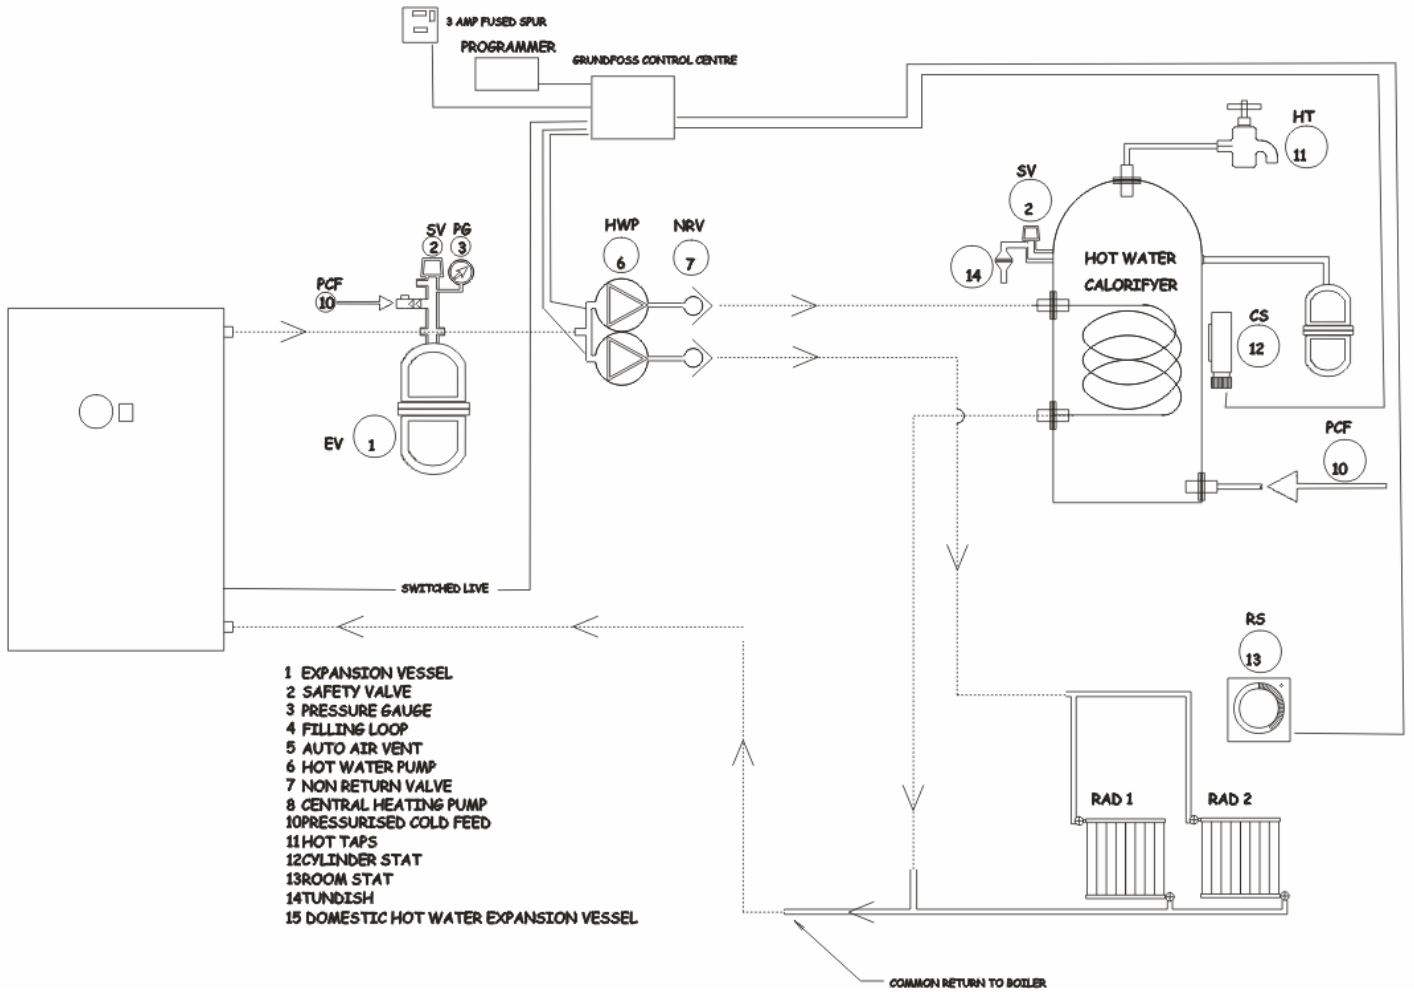 3 AMP FUSED SPUR
PROGRAMMER
GRUNDFOSS CONTROL CENTRE
HT
11
SV
2
14
HOT WATER
CALORIFYER
HWP
6
NRV
7
SV PG
2 3
PCF
10
CS
12
EV 1
PCF
10
SWITCHED LIVE
RS
13
1 EXPANSION VESSEL
2 SAFETY VALVE
3 PRESSURE GAUGE
4 FILLING LOOP
5 AUTO AIR VENT
6 HOT WATER PUMP
7 NON RETURN VALVE
8 CENTRAL HEATING PUMP
10PRESSURISED COLD FEED
11HOT TAPS
12CYLINDER STAT
13ROOM STAT
14TUNDISH
15 DOMESTIC HOT WATER EXPANSION VESSEL
RAD 1
RAD 2
COMMON RETURN TO BOILER